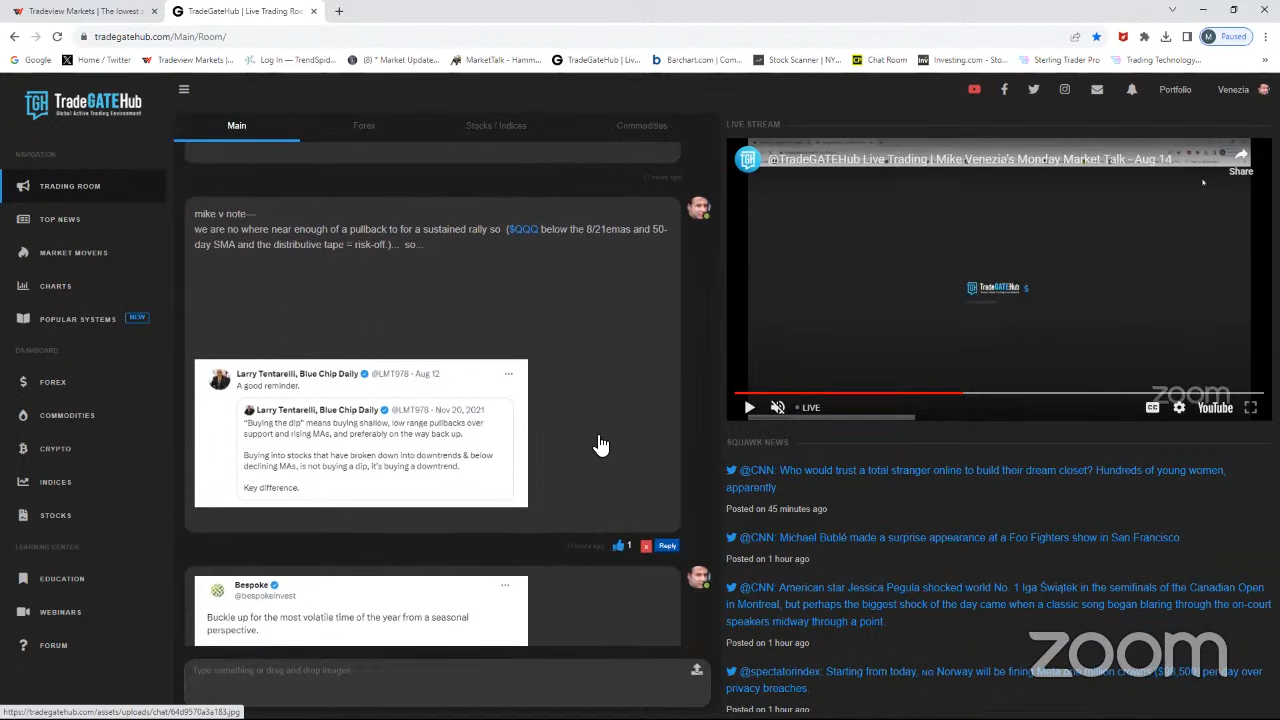 Tradeview Markets | The lowest s
TradeGateHub | Live Trading Roo
tradegatehub.com/Main/Room/
Paused
Google
Home / Twitter
Tradeview Markets |...
Log In — TrendSpid...
(8) * Market Update...
MarketTalk - Hamm...
TradeGateHub | Liv...
Barchart.com | Com...
Stock Scanner | NY...
Chat Room
Investing.com - Sto...
Sterling Trader Pro
Trading Technology...
TradeGATEHub
Global Active Trading Environment
Portfolio
Venezia
NAVIGATION
TRADING ROOM
TOP NEWS
MARKET MOVERS
CHARTS
POPULAR SYSTEMS NEW
DASHBOARD
FOREX
COMMODITIES
CRYPTO
INDICES
STOCKS
LEARNING CENTER
EDUCATION
WEBINARS
FORUM
Main
Forex
Stocks / Indices
Commodities
mike v note---
we are no where near enough of a pullback to for a sustained rally so ($QQQ below the 8/21emas and 50-
day SMA and the distributive tape = risk-off.)... so...
Larry Tentarelli, Blue Chip Daily @LMT978 · Aug 12
A good reminder.
Larry Tentarelli, Blue Chip Daily @LMT978 · Nov 20, 2021
"Buying the dip" means buying shallow, low range pullbacks over
support and rising MAs, and preferably on the way back up.
Buying into stocks that have broken down into downtrends & below
declining MAs, is not buying a dip, it's buying a downtrend.
Key difference.
1
x
Reply
Bespoke
@bespokeinvest
Buckle up for the most volatile time of the year from a seasonal
perspective.
Type something or drag and drop images
LIVE STREAM
@TradeGATEHub Live Trading | Mike Venezia's Monday Market Talk – Aug 14
Share
TradeGATEHub $
zoom
LIVE
YouTube
SQUAWK NEWS
@CNN: Who would trust a total stranger online to build their dream closet? Hundreds of young women,
apparently
Posted on 45 minutes ago
@CNN: Michael Bublé made a surprise appearance at a Foo Fighters show in San Francisco
Posted on 1 hour ago
@CNN: American star Jessica Pegula shocked world No. 1 Iga Świątek in the semifinals of the Canadian Open
in Montreal, but perhaps the biggest shock of the day came when a classic song began blaring through the on-court
speakers midway through a point.
Posted on 1 hour ago
@spectatorindex: Starting from today, NO Norway will be fining Meta one million crowns per day over
privacy breaches.
Posted on 1 hour ago
zoom
https://tradegatehub.com/assets/uploads/chat/64d9570a3a183.jpg